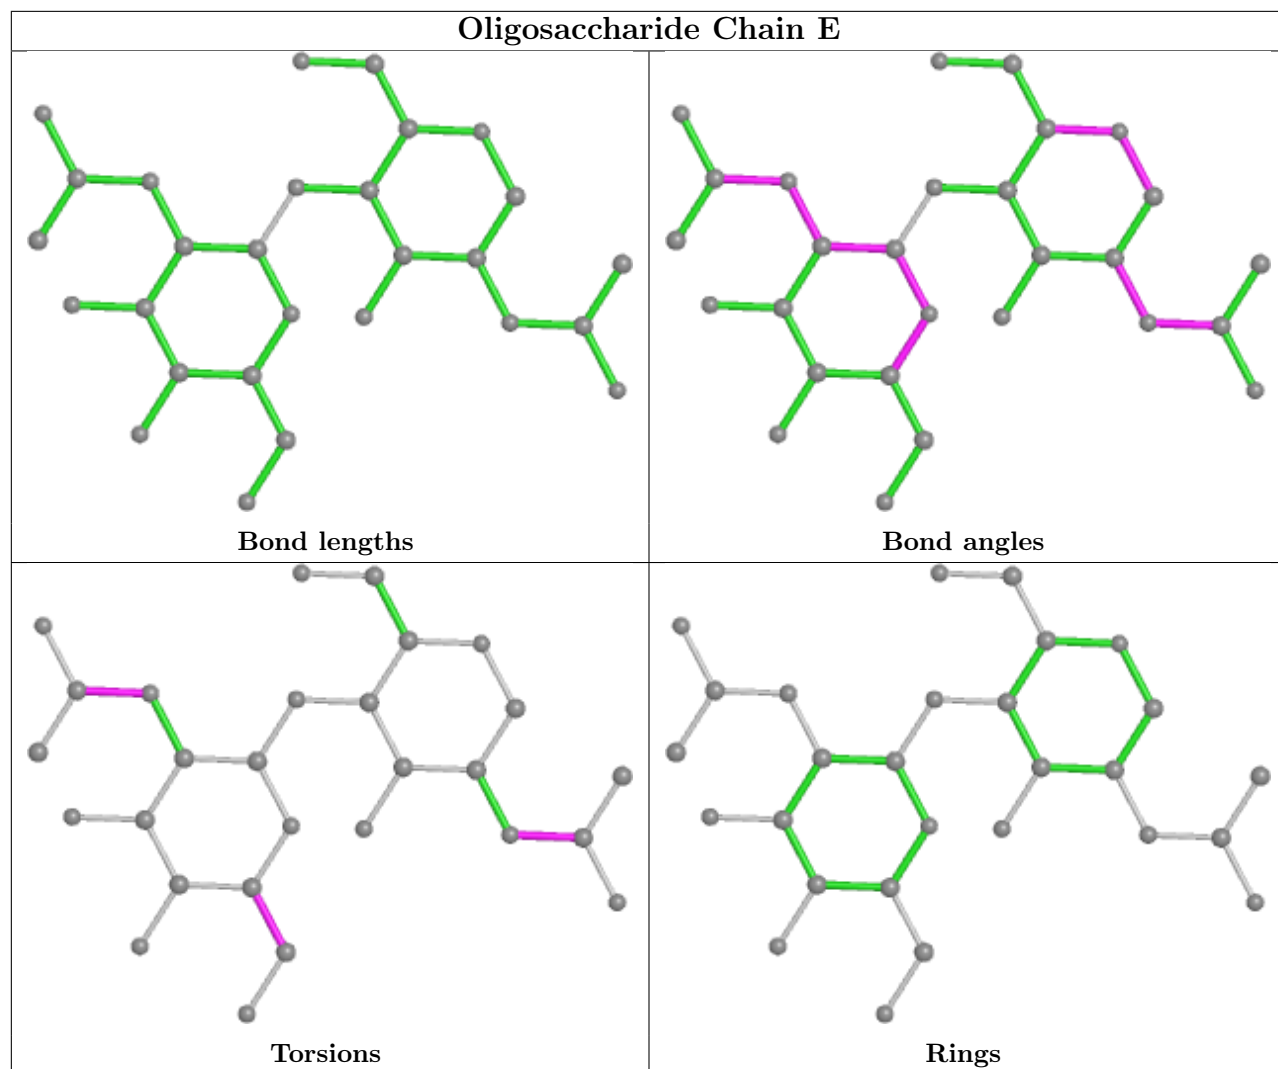 Oligosaccharide Chain E
Bond lengths
Bond angles
Torsions
Rings